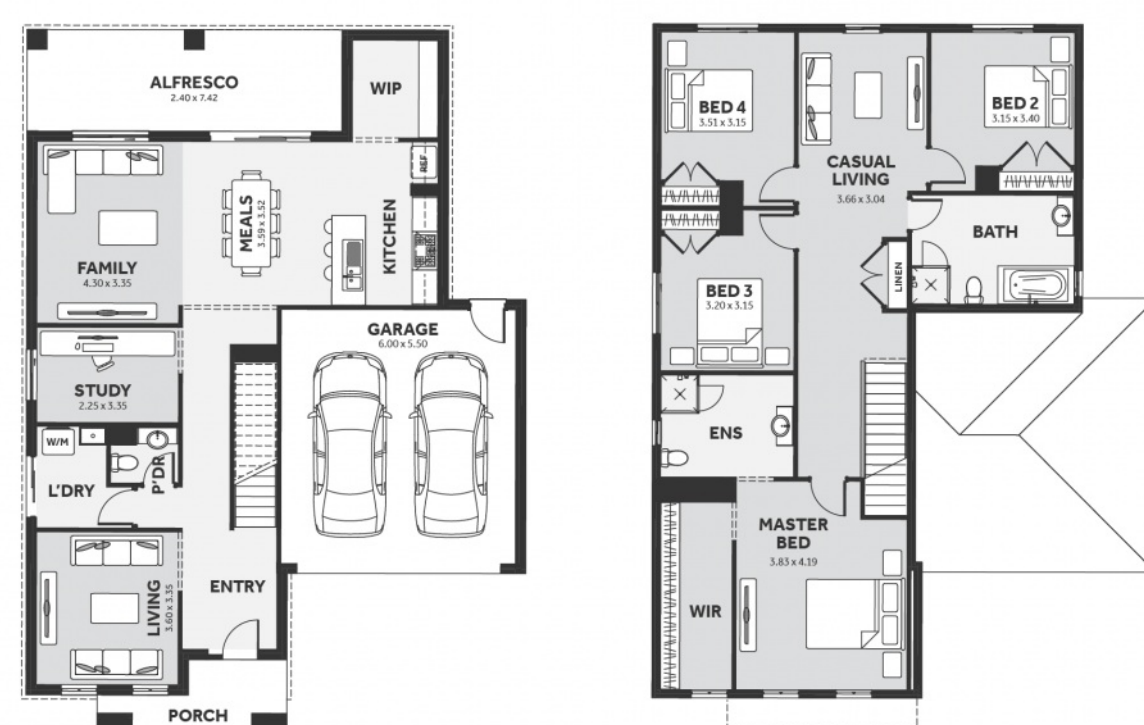 ALFRESCO
2.40 x 7.42
WIP
REF
MEALS
3.59 x 3.52
KITCHEN
FAMILY
4.30 x 3.35
GARAGE
6.00 x 5.50
STUDY
2.25 x 3.35
W/M
L'DRY
P'DR
LIVING
3.60 x 3.35
ENTRY
PORCH
BED 4
3.51 x 3.15
BED 2
3.15 x 3.40
CASUAL
LIVING
3.66 x 3.04
BATH
LINEN
BED 3
3.20 x 3.15
ENS
MASTER
BED
3.83 x 4.19
WIR